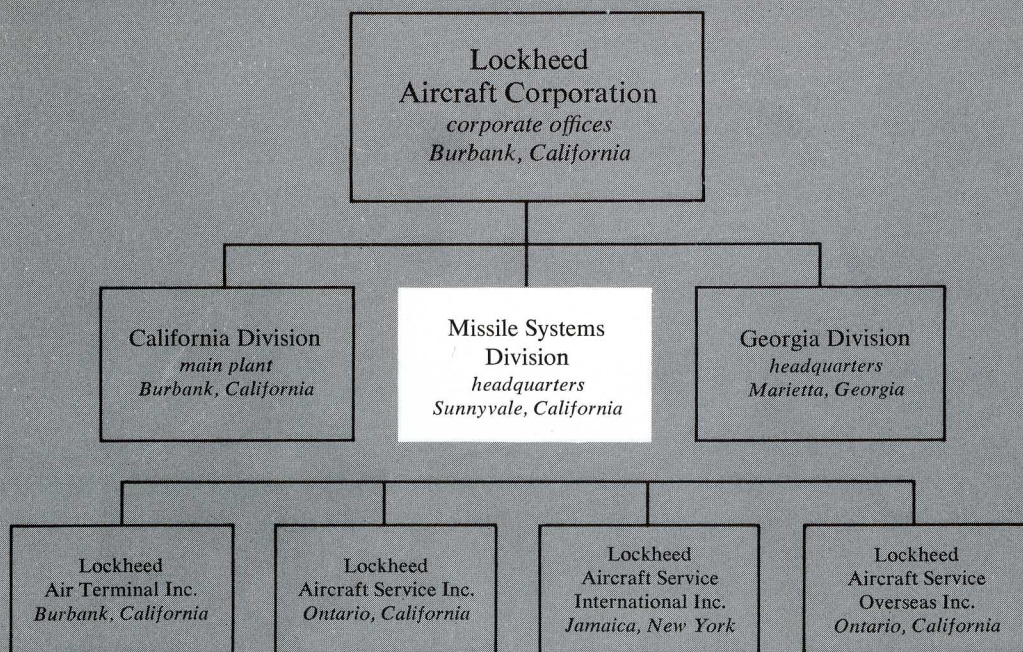 Lockheed
Aircraft Corporation
corporate offices
Burbank, California
California Division
main plant
Burbank, California
Missile Systems
Division
headquarters
Sunnyvale, California
Georgia Division
headquarters
Marietta, Georgia
Lockheed
Air Terminal Inc.
Burbank, California
Lockheed
Aircraft Service Inc.
Ontario, California
Lockheed
Aircraft Service
International Inc.
Jamaica, New York
Lockheed
Aircraft Service
Overseas Inc.
Ontario, California